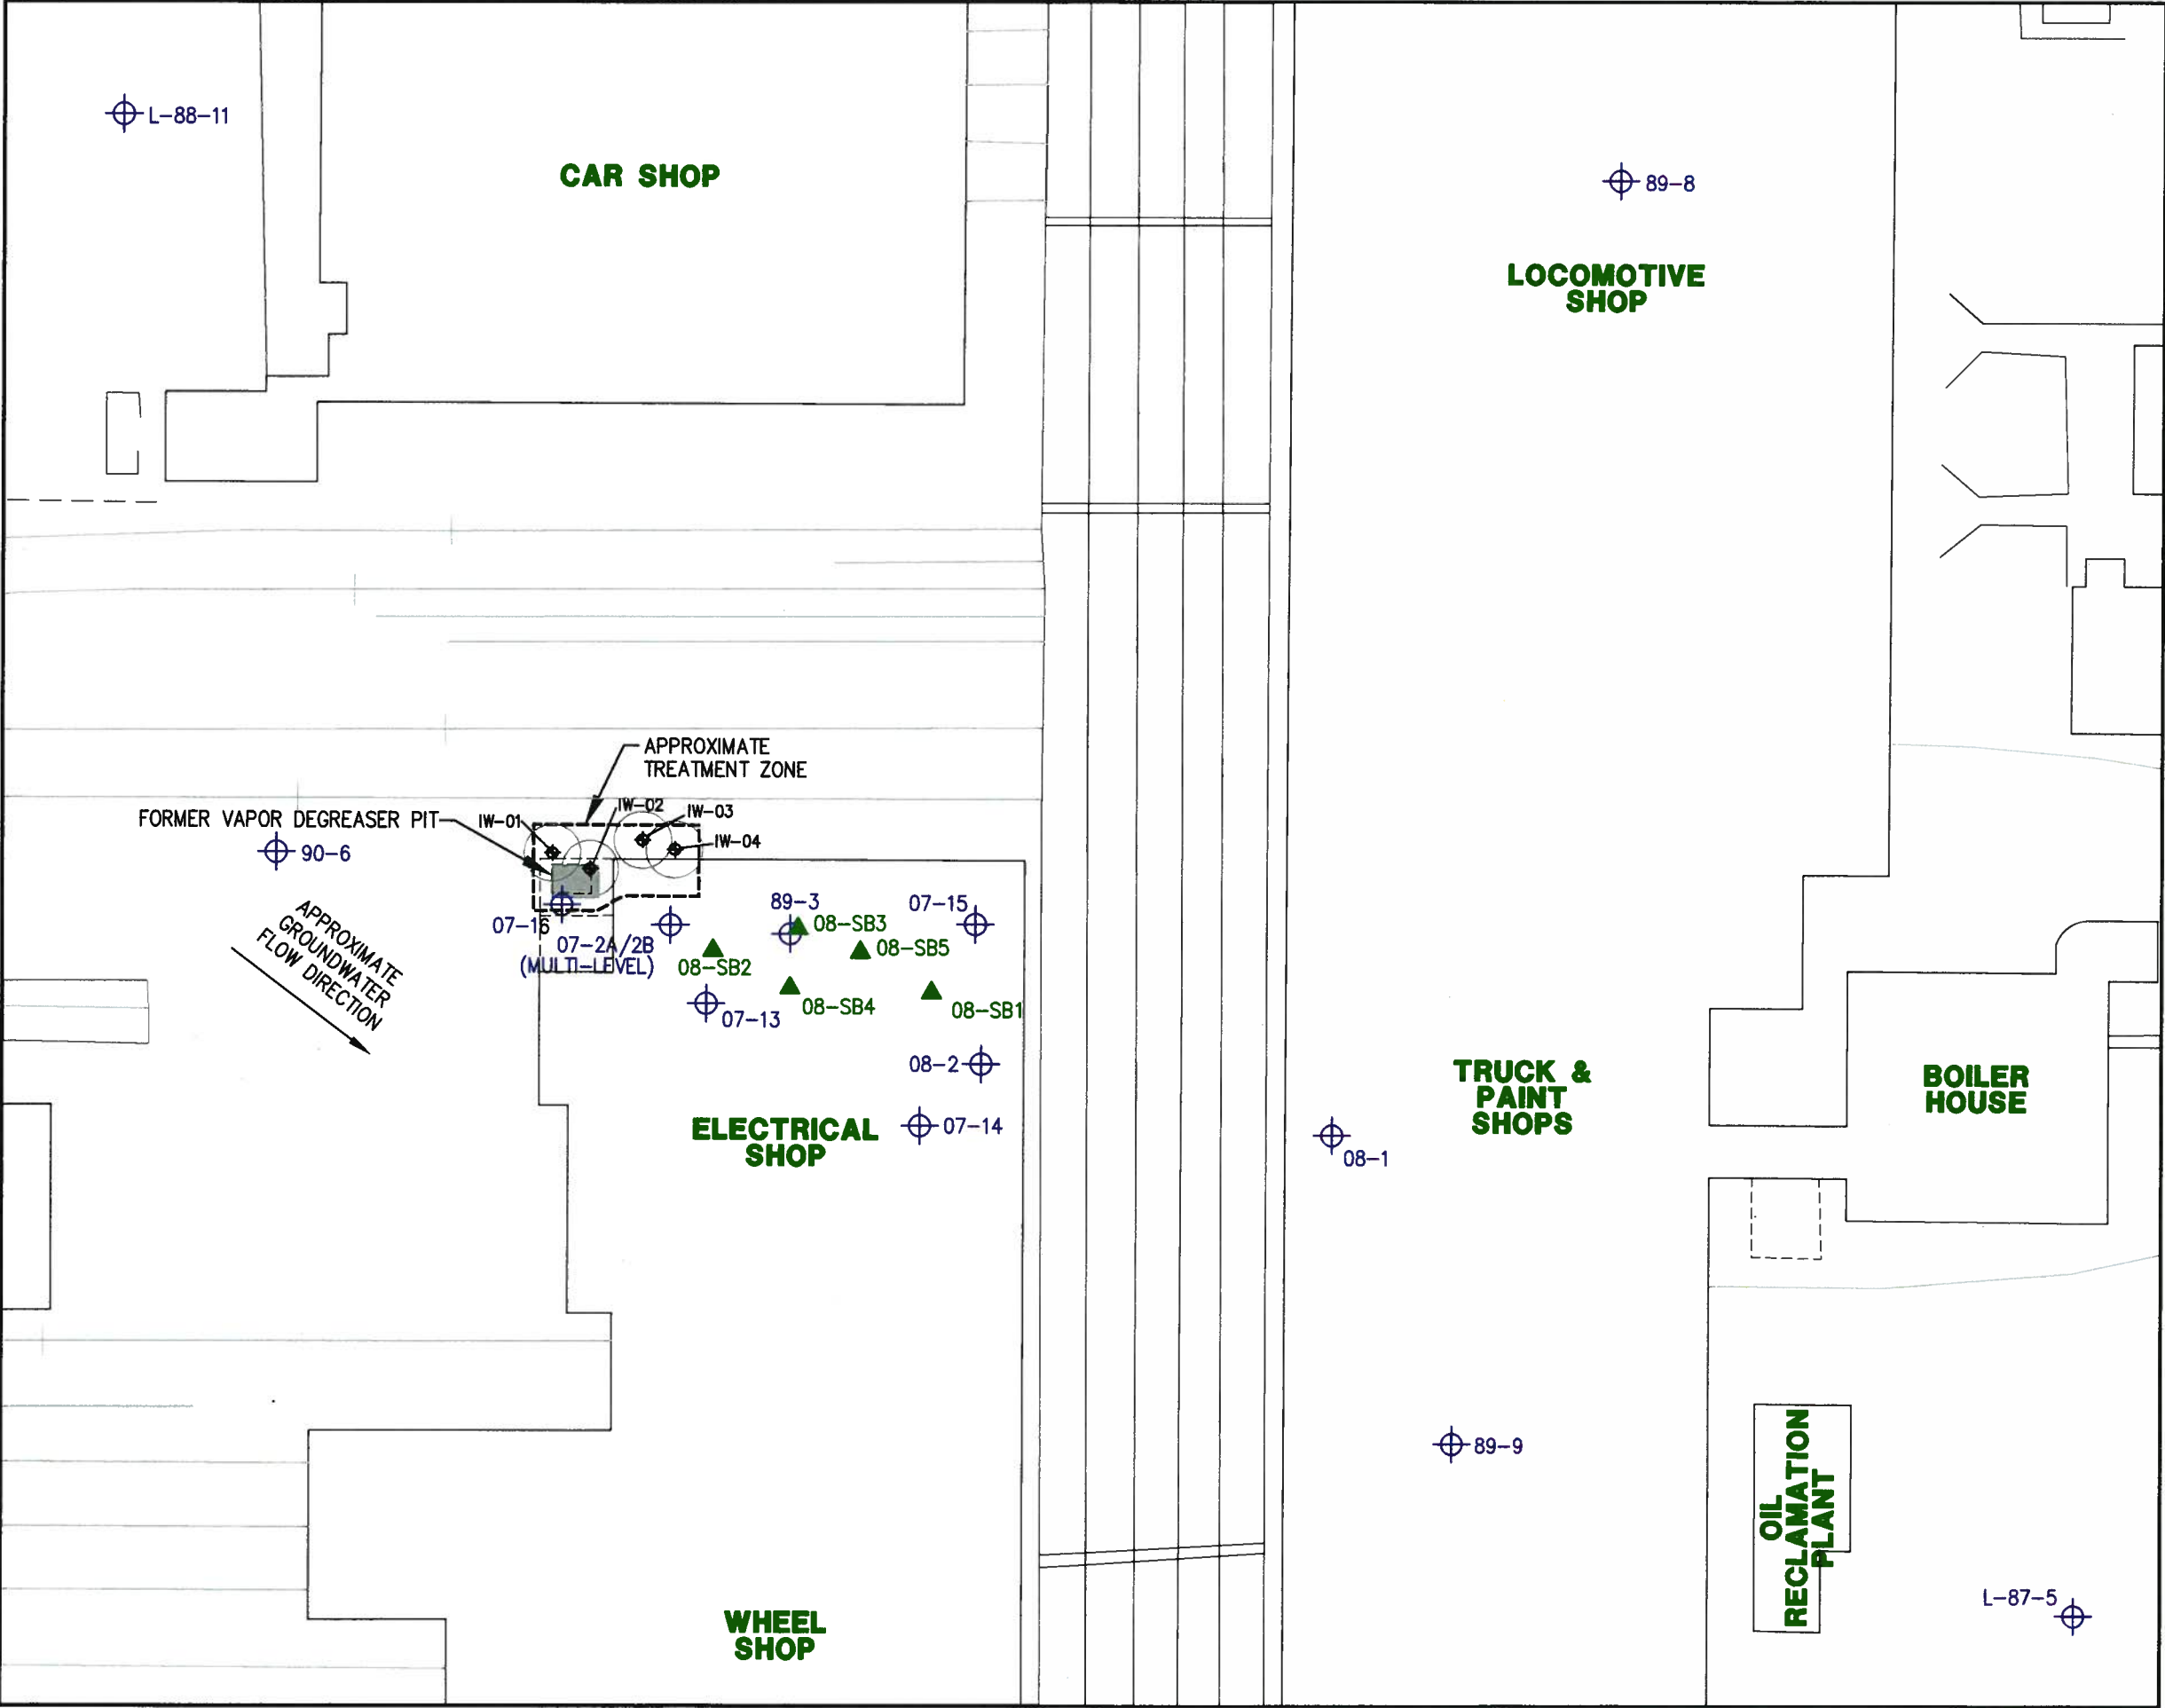 L-88-11
CAR SHOP
89-8
LOCOMOTIVE
SHOP
APPROXIMATE
TREATMENT ZONE
FORMER VAPOR DEGREASER PIT
IW-01
IW-02
IW-03
IW-04
90-6
APPROXIMATE
GROUNDWATER
FLOW DIRECTION
07-16
07-2A/2B
(MULTI-LEVEL)
89-3
08-SB3
07-15
08-SB2
08-SB5
08-SB4
08-SB1
07-13
08-2
07-14
ELECTRICAL
SHOP
08-1
TRUCK &
PAINT
SHOPS
BOILER
HOUSE
89-9
OIL
RECLAMATION
PLANT
L-87-5
WHEEL
SHOP